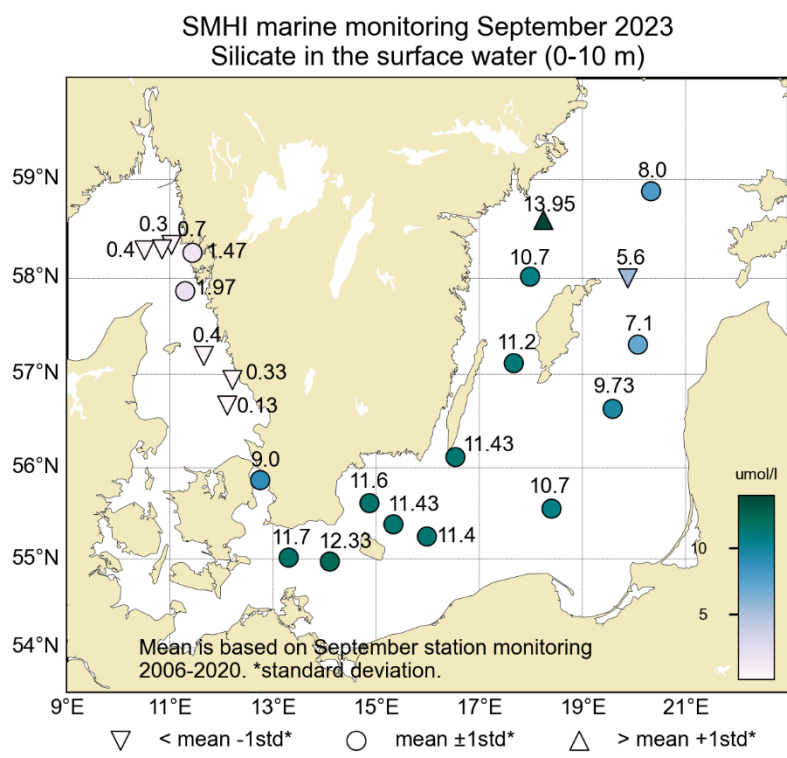 SMHI marine monitoring September 2023
Silicate in the surface water (0-10 m)
59°N
58°N
57°N
56°N
55°N
54°N
8.0
13.95
0.3
0.7
0.4
1.47
10.7
5.6
1.97
7.1
0.4
11.2
0.33
9.73
0.13
11.43
9.0
11.6
11.43
10.7
11.4
11.7
12.33
umol/l
10
5
Mean is based on September station monitoring
2006-2020. *standard deviation.
9°E 11°E 13°E 15°E 17°E 19°E 21°E
< mean -1std* mean ±1std* > mean +1std*